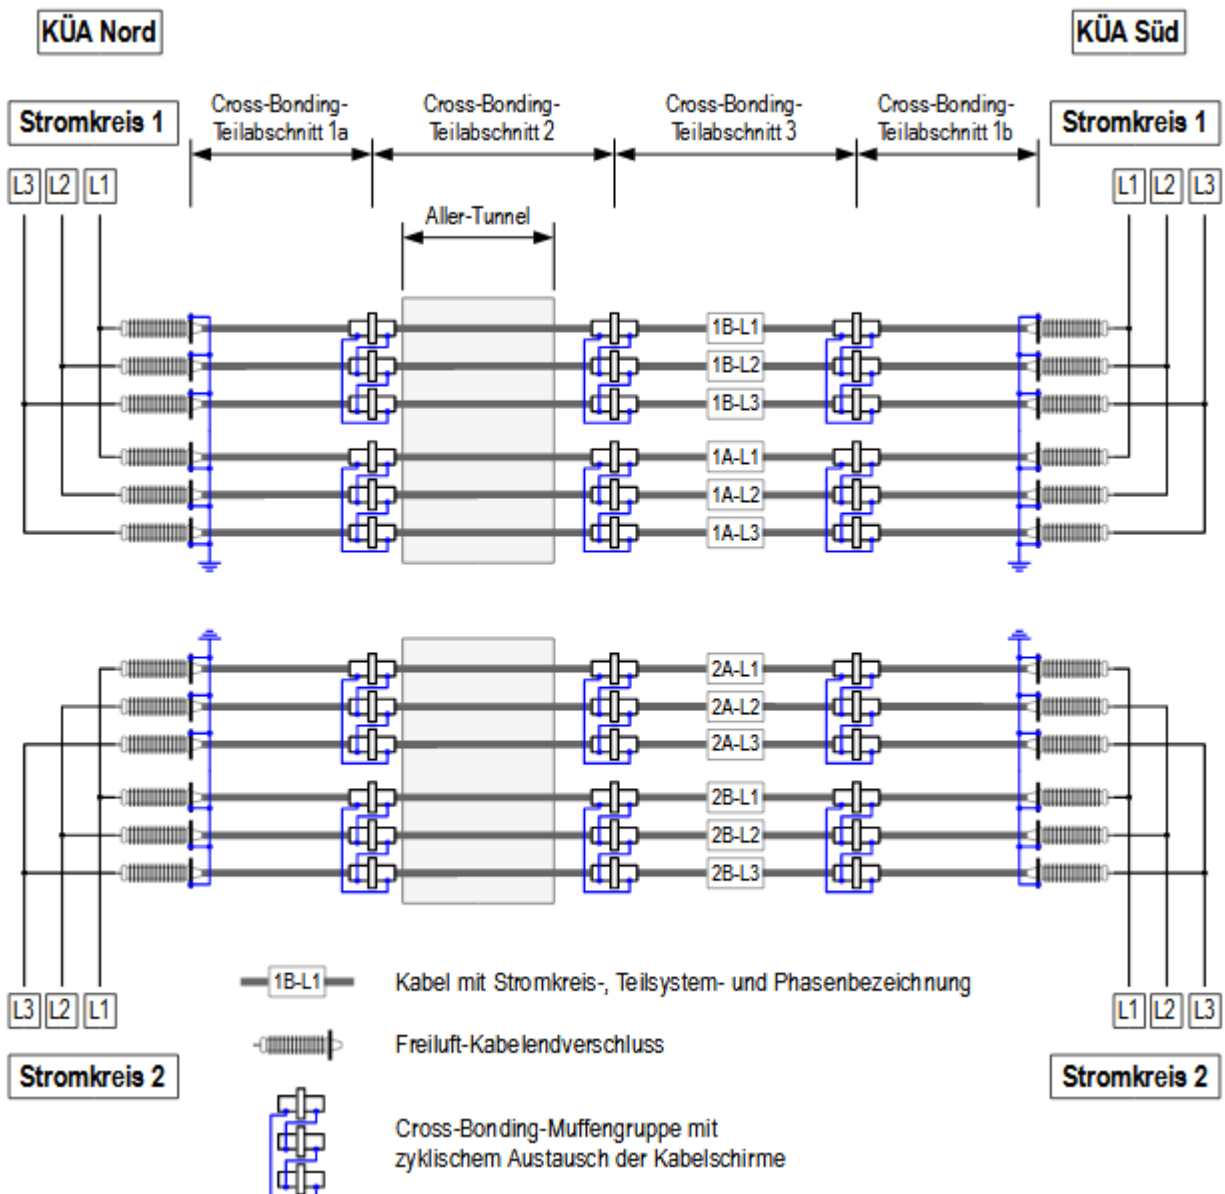 KÜA Nord
KÜA Süd
Stromkreis 1
Cross-Bonding-
Teilabschnitt 1a
Cross-Bonding-
Teilabschnitt 2
Cross-Bonding-
Teilabschnitt 3
Cross-Bonding-
Teilabschnitt 1b
Stromkreis 1
L3 L2 L1
L1 L2 L3
Aller-Tunnel
1B-L1
1B-L2
1B-L3
1A-L1
1A-L2
1A-L3
2A-L1
2A-L2
2A-L3
2B-L1
2B-L2
2B-L3
L3 L2 L1
L1 L2 L3
Stromkreis 2
Stromkreis 2
1B-L1 Kabel mit Stromkreis-, Teilsystem- und Phasenbezeichnung
Freiluft-Kabelendverschluss
Cross-Bonding-Muffengruppe mit
zyklischem Austausch der Kabelschirme